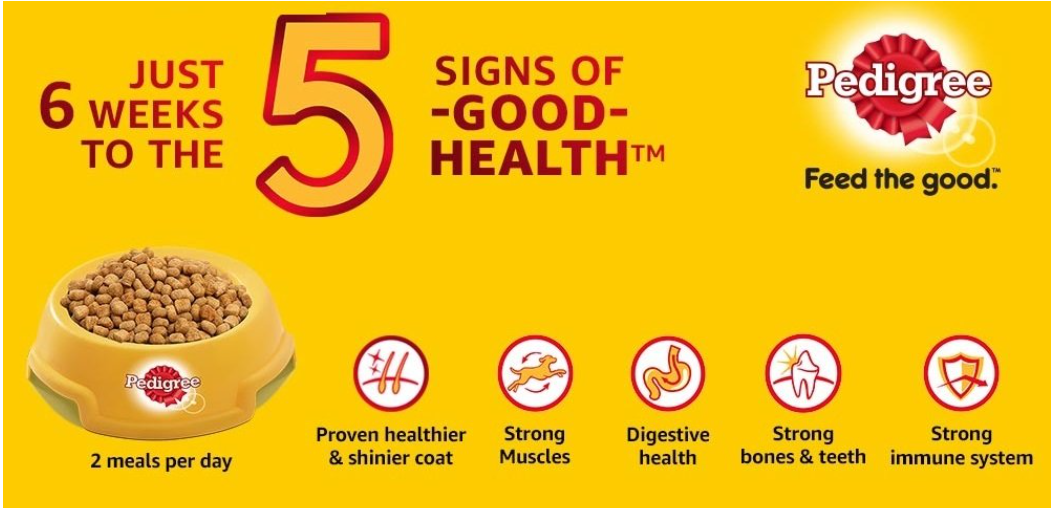 JUST
6 WEEKS
TO THE
5
SIGNS OF
-GOOD-
HEALTH™
Pedigree
Feed the good.™
Pedigree
2 meals per day
Proven healthier
& shinier coat
Strong
Muscles
Digestive
health
Strong
bones & teeth
Strong
immune system